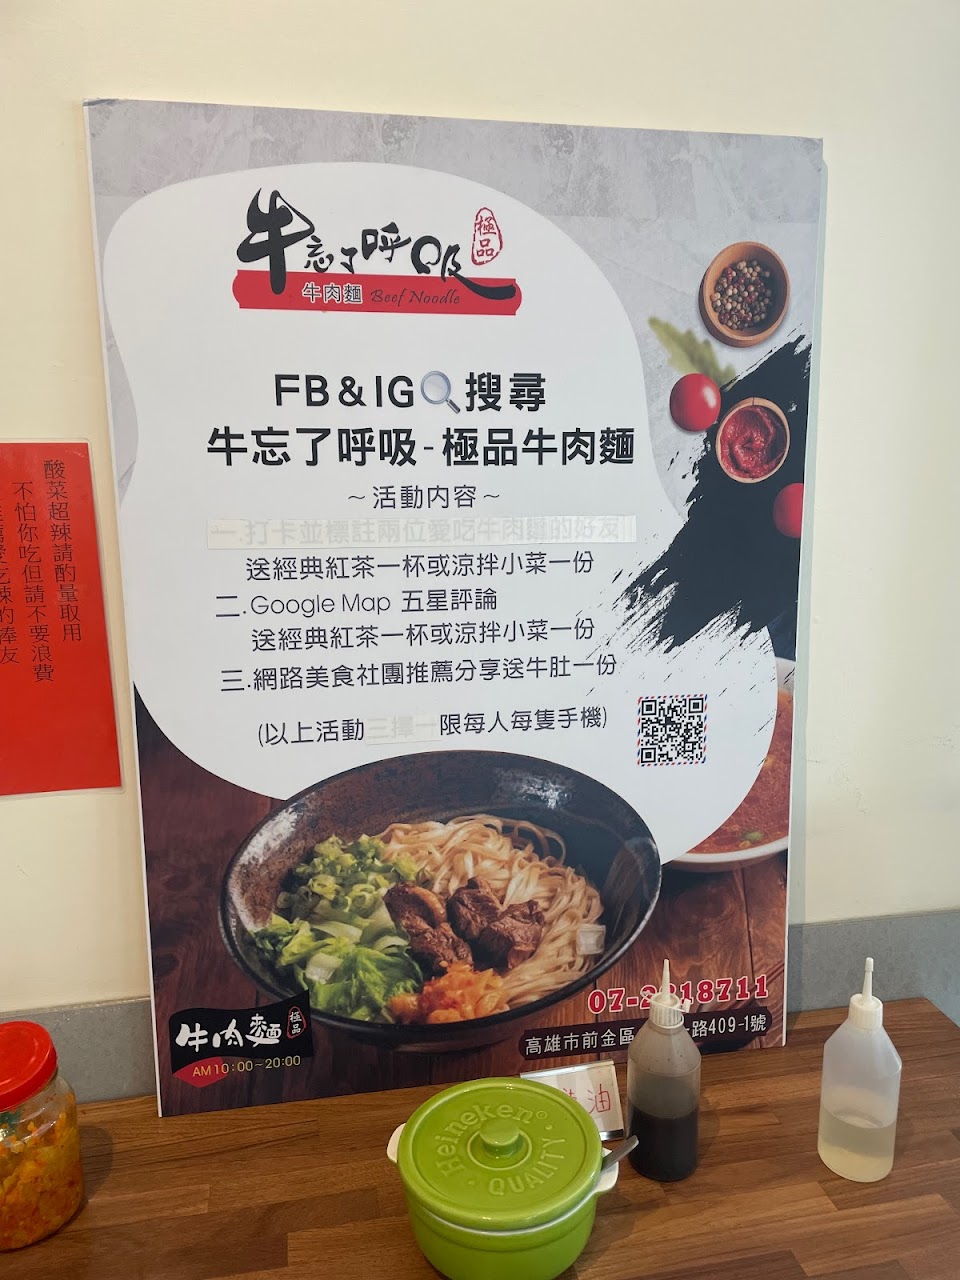 牛忘了呼吸
極品
牛肉麵 Beef Noodle
FB & IG 搜尋
牛忘了呼吸-極品牛肉麵
~活動内容~
一.打卡並標註兩位愛吃牛肉麵的好友
送經典紅茶一杯或涼拌小菜一份
二.Google Map 五星評論
送經典紅茶一杯或涼拌小菜一份
三.網路美食社團推薦分享送牛肚一份
(以上活動三擇一限每人每隻手機)
07-2 18711
高雄市前金區 路409-1號
牛肉麵
極品
AM10:00~20:00
酸菜超辣請酌量取用
不怕你吃但請不要浪費
油
Heineken®
QUALITY